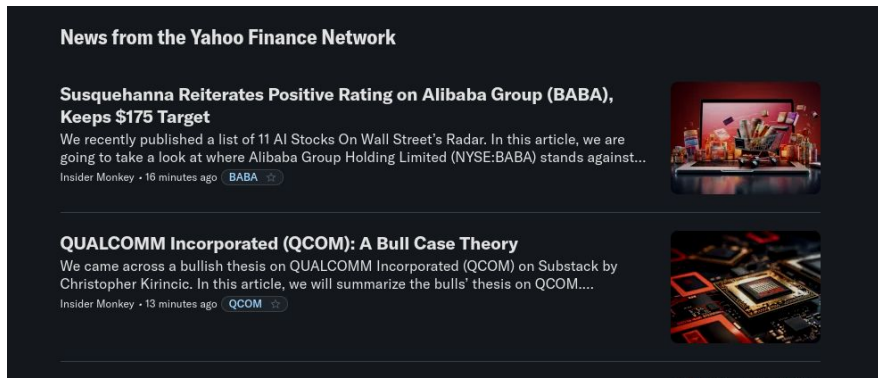 News from the Yahoo Finance Network
Susquehanna Reiterates Positive Rating on Alibaba Group (BABA),
Keeps $175 Target
We recently published a list of 11 AI Stocks On Wall Street’s Radar. In this article, we are
going to take a look at where Alibaba Group Holding Limited (NYSE:BABA) stands against...
Insider Monkey • 16 minutes ago BABA ☆
QUALCOMM Incorporated (QCOM): A Bull Case Theory
We came across a bullish thesis on QUALCOMM Incorporated (QCOM) on Substack by
Christopher Kirincic. In this article, we will summarize the bulls’ thesis on QCOM....
Insider Monkey • 13 minutes ago QCOM ☆